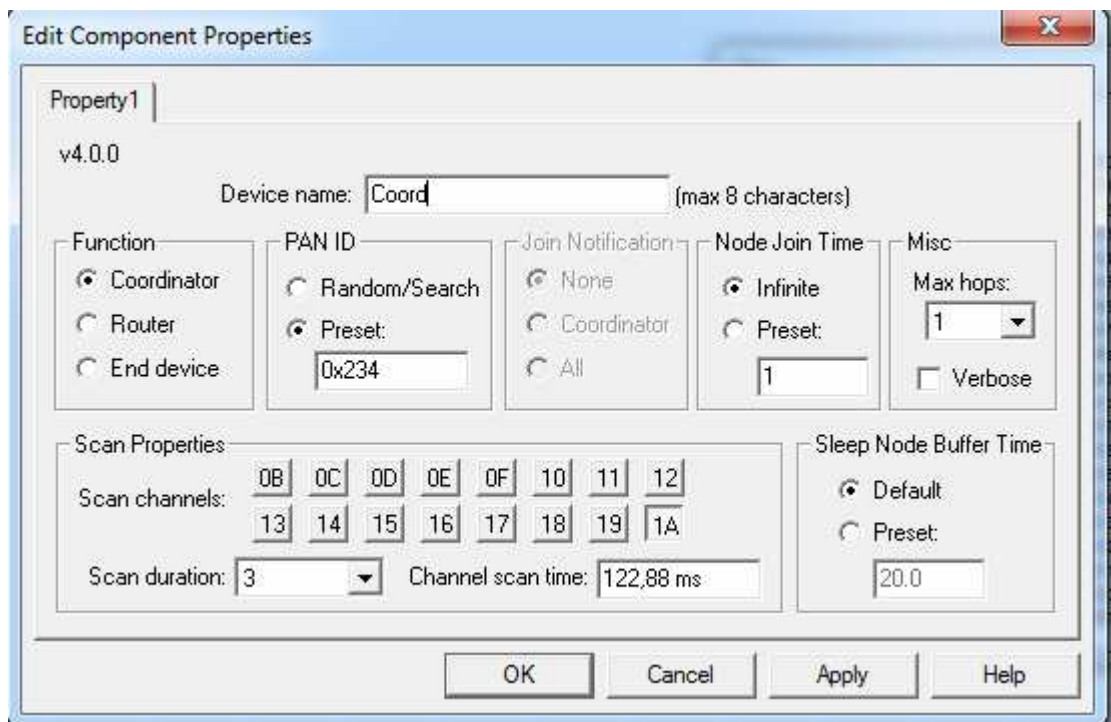 Edit Component Properties
Property1
v4.0.0
Device name: Coord (max 8 characters)
Function
Coordinator
Router
End device
PAN ID
Random/Search
Preset:
0x234
Join Notification
None
Coordinator
All
Node Join Time
Infinite
Preset:
1
Misc
Max hops:
1
Verbose
Scan Properties
Scan channels:
0B 0C 0D 0E 0F 10 11 12
13 14 15 16 17 18 19 1A
Scan duration: 3 Channel scan time: 122,88 ms
Sleep Node Buffer Time
Default
Preset:
20.0
OK Cancel Apply Help